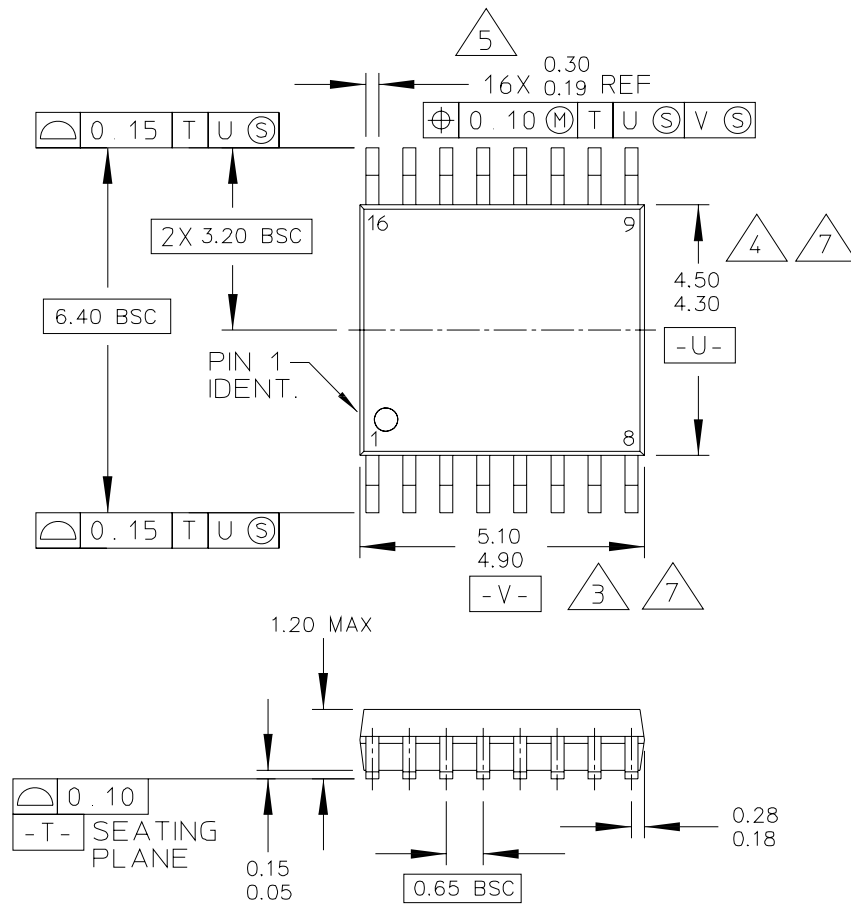 5
0.30
16X 0.19 REF
⌓ 0.15 T U Ⓢ
⌖ 0.10 Ⓜ T U Ⓢ V Ⓢ
16
9
2X 3.20 BSC
4
7
4.50
4.30
6.40 BSC
-U-
PIN 1
IDENT.
1
8
⌓ 0.15 T U Ⓢ
5.10
4.90
-V-
3
7
1.20 MAX
⌓ 0.10
-T- SEATING
PLANE
0.15
0.05
0.65 BSC
0.28
0.18